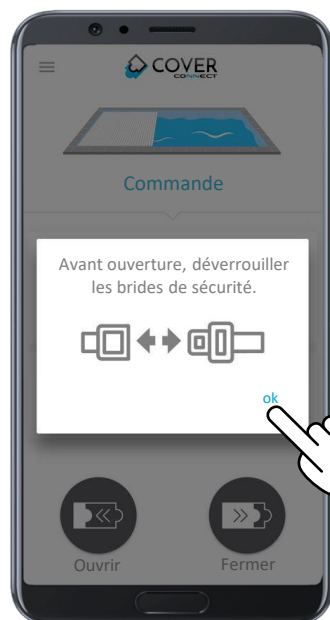 COVER
CONNECT
Commande
Avant ouverture, déverrouiller
les brides de sécurité.
ok
Ouvrir
Fermer